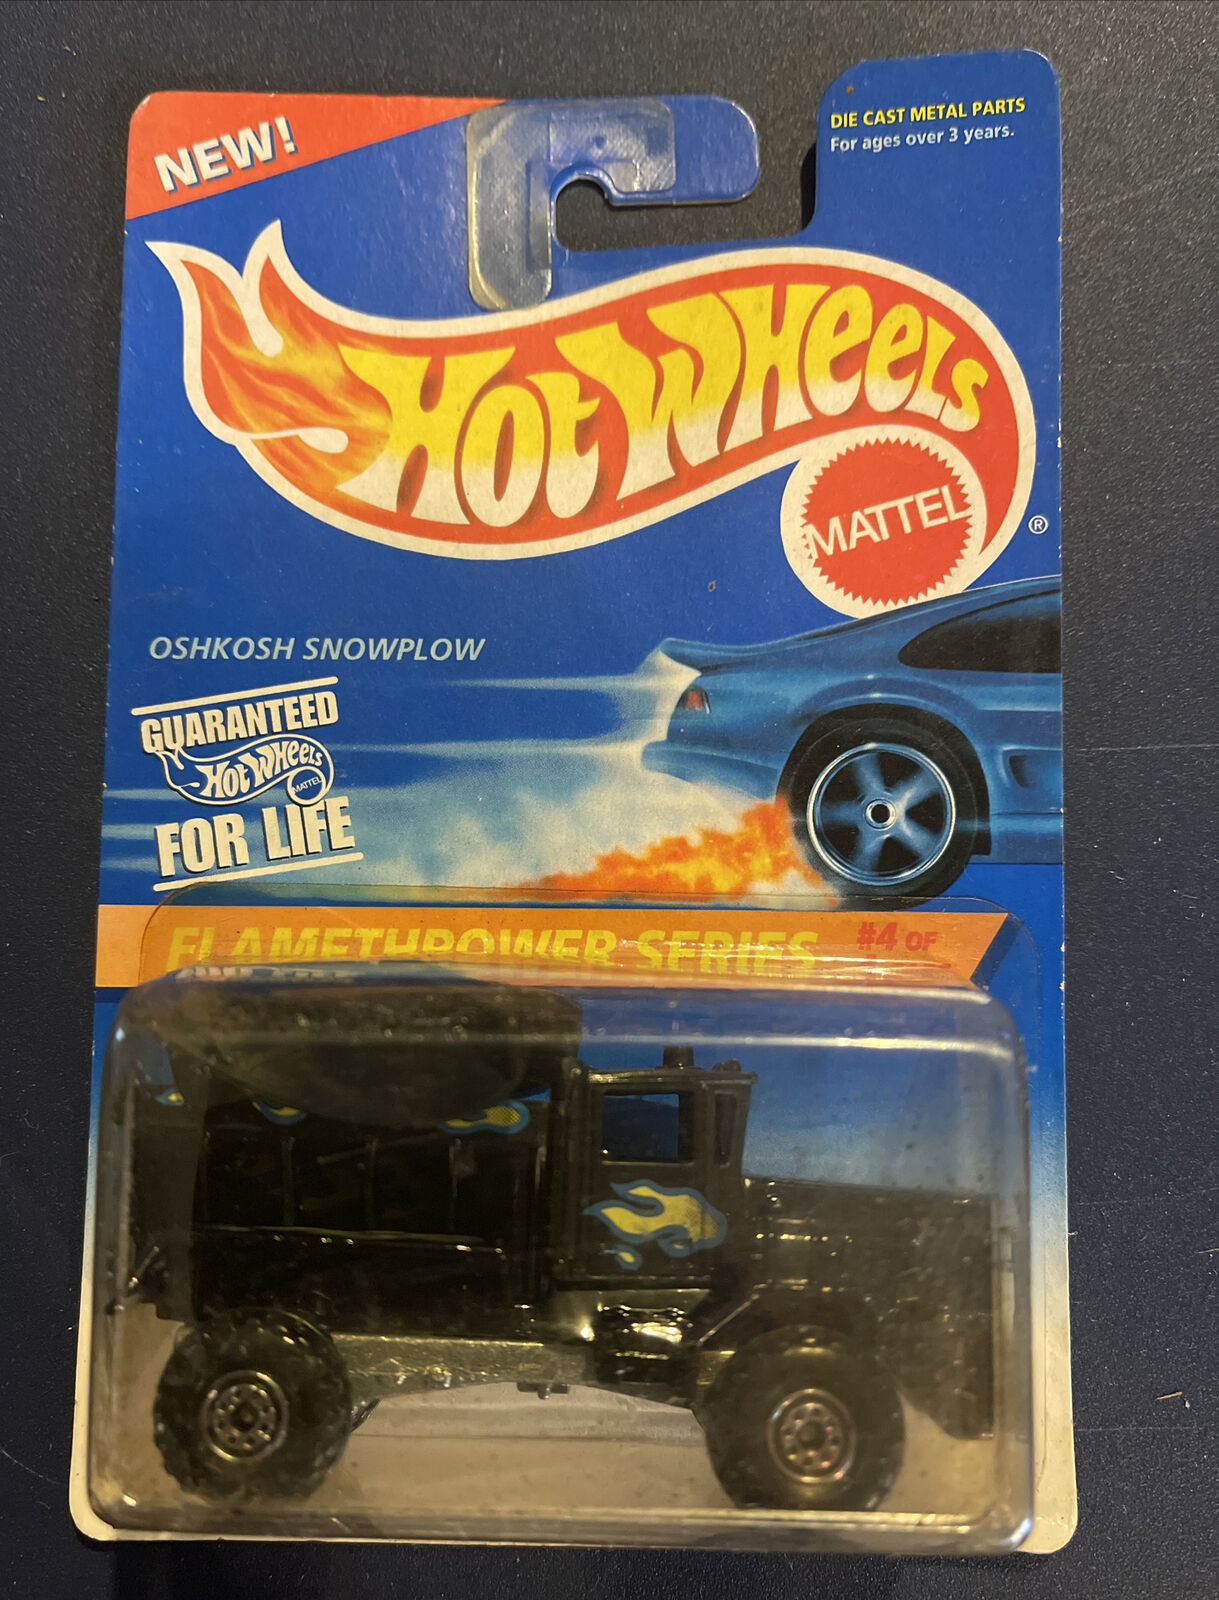 NEW!
DIE CAST METAL PARTS
For ages over 3 years.
HOT WHEELS
MATTEL
®
OSHKOSH SNOWPLOW
GUARANTEED
HOT WHEELS
MATTEL
FOR LIFE
FLAMETHROWER SERIES #4 OF